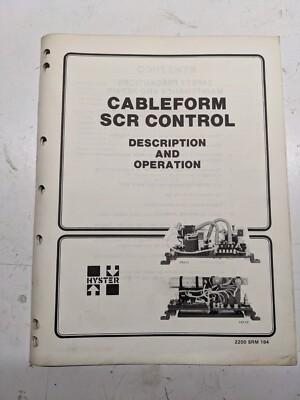 CABLEFORM
SCR CONTROL
DESCRIPTION
AND
OPERATION
HYSTER
2200 SRM 194